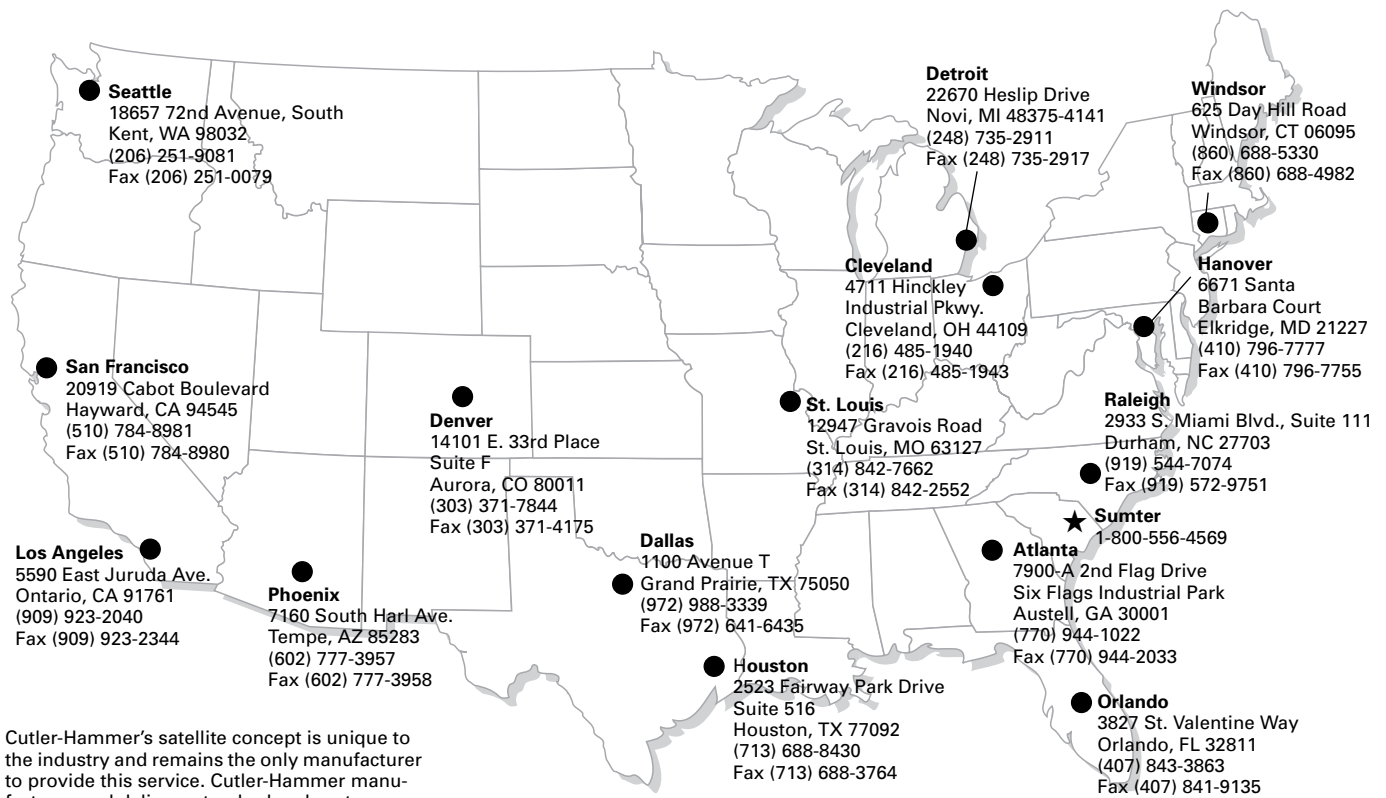 Seattle
18657 72nd Avenue, South
Kent, WA 98032
(206) 251-9081
Fax (206) 251-0079
Detroit
22670 Heslip Drive
Novi, MI 48375-4141
(248) 735-2911
Fax (248) 735-2917
Windsor
625 Day Hill Road
Windsor, CT 06095
(860) 688-5330
Fax (860) 688-4982
Cleveland
4711 Hinckley
Industrial Pkwy.
Cleveland, OH 44109
(216) 485-1940
Fax (216) 485-1943
Hanover
6671 Santa
Barbara Court
Elkridge, MD 21227
(410) 796-7777
Fax (410) 796-7755
San Francisco
20919 Cabot Boulevard
Hayward, CA 94545
(510) 784-8981
Fax (510) 784-8980
Denver
14101 E. 33rd Place
Suite F
Aurora, CO 80011
(303) 371-7844
Fax (303) 371-4175
St. Louis
12947 Gravois Road
St. Louis, MO 63127
(314) 842-7662
Fax (314) 842-2552
Raleigh
2933 S. Miami Blvd., Suite 111
Durham, NC 27703
(919) 544-7074
Fax (919) 572-9751
Sumter
1-800-556-4569
Los Angeles
5590 East Juruda Ave.
Ontario, CA 91761
(909) 923-2040
Fax (909) 923-2344
Phoenix
7160 South Harl Ave.
Tempe, AZ 85283
(602) 777-3957
Fax (602) 777-3958
Dallas
1100 Avenue T
Grand Prairie, TX 75050
(972) 988-3339
Fax (972) 641-6435
Atlanta
7900-A 2nd Flag Drive
Six Flags Industrial Park
Austell, GA 30001
(770) 944-1022
Fax (770) 944-2033
Houston
2523 Fairway Park Drive
Suite 516
Houston, TX 77092
(713) 688-8430
Fax (713) 688-3764
Orlando
3827 St. Valentine Way
Orlando, FL 32811
(407) 843-3863
Fax (407) 841-9135
Cutler-Hammer's satellite concept is unique to
the industry and remains the only manufacturer
to provide this service. Cutler-Hammer manu-